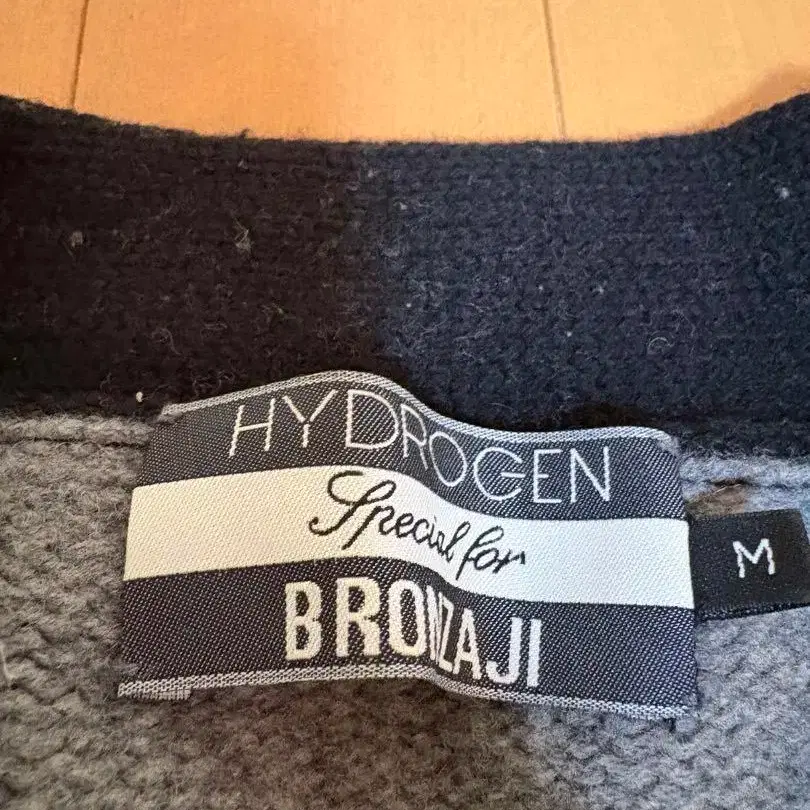 HYDROGEN
Special for
BRONZAJI
M